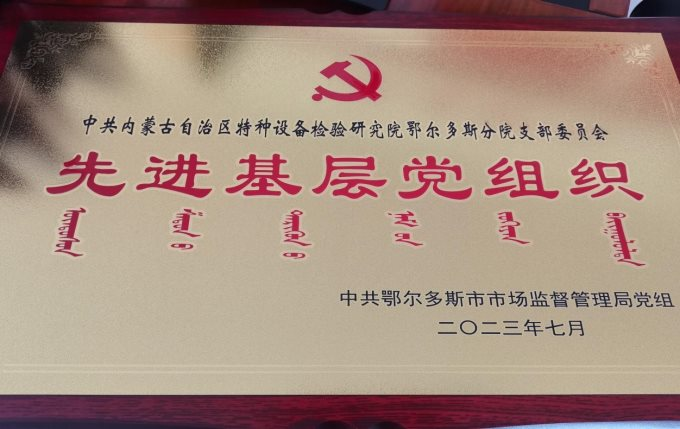 中共内蒙古自治区特种设备检验研究院鄂尔多斯分院支部委员会
先进基层党组织
中共鄂尔多斯市市场监督管理局党组
二〇二三年七月